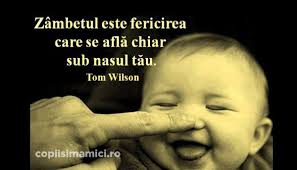 Zâmbetul este fericirea
care se află chiar
sub nasul tău.
Tom Wilson
copiisimamici.ro